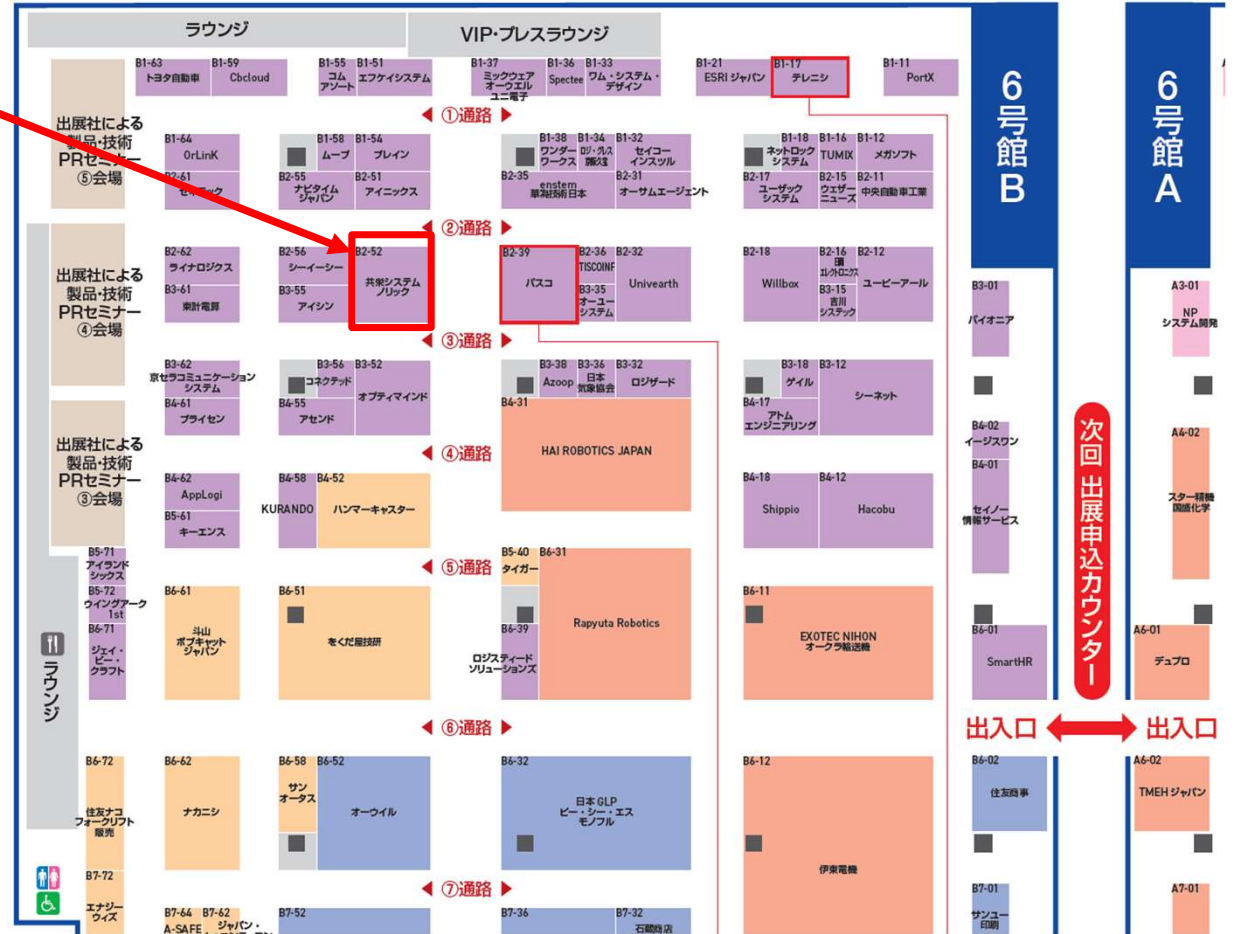 ラウンジ
VIP・プレスラウンジ
B1-63
トヨタ自動車
B1-59
Cbcloud
B1-55
コム
アソート
B1-51
エフケイシステム
B1-37
ミックウェア
オーウエル
ユニ電子
B1-36
Spectee
B1-33
ワム・システム・
デザイン
B1-21
ESRI ジャパン
B1-17
テレニシ
B1-11
PortX
6号館B
6号館A
◀ ①通路 ▶
出展社による
製品・技術
PRセミナー
⑤会場
B1-64
OrLinK
B1-58
ムーブ
B1-54
ブレイン
B1-38
ワンダー
ワークス
B1-34
B1-32
セイコー
インスツル
B1-18
ネットロック
システム
B1-16
TUMIX
B1-12
メガソフト
B2-61
B2-55
ナビタイム
ジャパン
B2-51
アイニックス
B2-35
enstem
華為技術日本
B2-31
オーサムエージェント
B2-17
ユーザック
システム
B2-15
ウェザー
ニューズ
B2-11
中央自動車工業
◀ ②通路 ▶
出展社による
製品・技術
PRセミナー
④会場
B2-62
ライナロジクス
B2-56
シーイーシー
B2-52
共栄システム
ノリック
B2-39
パスコ
B2-36
TISCOINF
B2-32
Univearth
B2-18
Willbox
B2-16
B2-12
ユーピーアール
B3-61
東計電算
B3-55
アイシン
B3-35
オーユー
システム
B3-15
吉川
システック
B3-01
パイオニア
A3-01
NP
システム開発
◀ ③通路 ▶
B3-62
京セラコミュニケーション
システム
B3-56
コネクテッド
B3-52
オプティマインド
B3-38
Azoop
B3-36
日本
気象協会
B3-32
ロジザード
B3-18
ゲイル
B3-12
シーネット
B4-61
ブライセン
B4-55
アセンド
B4-31
HAI ROBOTICS JAPAN
B4-17
アトム
エンジニアリング
出展社による
製品・技術
PRセミナー
③会場
◀ ④通路
B4-02
イージスワン
B4-01
セイノー
情報サービス
次回 出展申込カウンター
A4-02
スター精機
国盛化学
B4-62
AppLogi
B4-58
KURANDO
B4-52
ハンマーキャスター
B4-18
Shippio
B4-12
Hacobu
B5-61
キーエンス
B5-71
アイランド
シックス
◀ ⑤通路
B5-40
タイガー
B6-31
Rapyuta Robotics
B5-72
ウイングアーク
1st
B6-61
斗山
ボブキャット
ジャパン
B6-51
をくだ屋技研
B6-11
EXOTEC NIHON
オークラ輸送機
B6-71
ジェイ・
ビー・
クラフト
B6-39
ロジスティード
ソリューションズ
B6-01
SmartHR
A6-01
デュプロ
ラウンジ
◀ ⑥通路 ▶
出入口
出入口
B6-72
住友ナコ
フォークリフト
販売
B6-62
ナカニシ
B6-58
サン
オータス
B6-52
オーウイル
B6-32
日本GLP
ピー・シー・エス
モノフル
B6-12
伊東電機
B6-02
住友商事
A6-02
TMEH ジャパン
B7-72
エナジー
ウィズ
◀ ⑦通路 ▶
B7-01
サンユー
印刷
A7-01
B7-64
A-SAFE
B7-62
ジャパン・
B7-52
B7-36
B7-32
石蔵商店